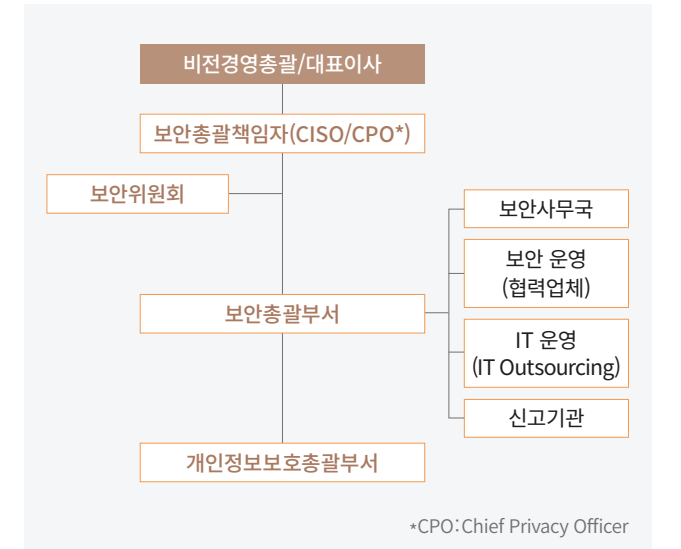 비전경영총괄/대표이사
보안총괄책임자(CISO/CPO*)
보안위원회
보안총괄부서
보안사무국
보안 운영
(협력업체)
IT 운영
(IT Outsourcing)
신고기관
개인정보보호총괄부서
*CPO: Chief Privacy Officer